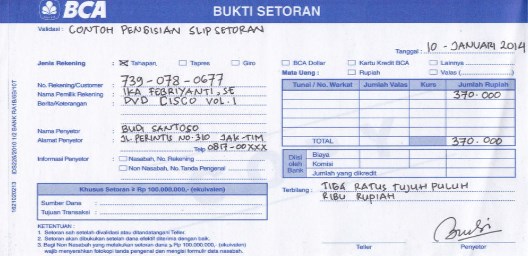 BCA BUKTI SETORAN
Validasi : CONTOH PENGISIAN SLIP SETORAN
Tanggal : 10 - JANUARI 2014
Jenis Rekening : Tahapan Tapres Giro
BCA Dollar Kartu Kredit BCA Lainnya
Mata Uang : Rupiah Valas (
No. Rekening/Customer : 739-078-0677
Nama Pemilik Rekening : IKA FEBRIYANTI, SE
Berita/Keterangan : DVD CISCO VOL.1
Tunai / No. Warkat Jumlah Valas Kurs Jumlah Rupiah
370.000
Nama Penyetor : BUDI SANTOSO
Alamat Penyetor : JL. PERINTIS NO.310 JAK-TIM
Telp 0817-00XXX
TOTAL 370.000
Informasi Penyetor : Nasabah, No. Rekening
Non Nasabah, No. Tanda Pengenal
Diisi oleh Bank
Biaya
Komisi
Jumlah yang dikredit
Khusus Setoran ≥ Rp 100.000.000,- (ekuivalen)
Sumber Dana :
Tujuan Transaksi :
Terbilang : TIGA RATUS TUJUH PULUH
RIBU RUPIAH
KETENTUAN :
1. Setoran sah setelah divalidasi atau ditandatangani Teller.
2. Setoran akan dibukukan setelah dana efektif diterima dengan baik.
3. Bagi Non Nasabah yang melakukan setoran dana ≥ Rp 100.000.000,- (ekuivalen)
wajib menyerahkan fotokopi tanda pengenal dan mengisi formulir data nasabah.
Teller Penyetor